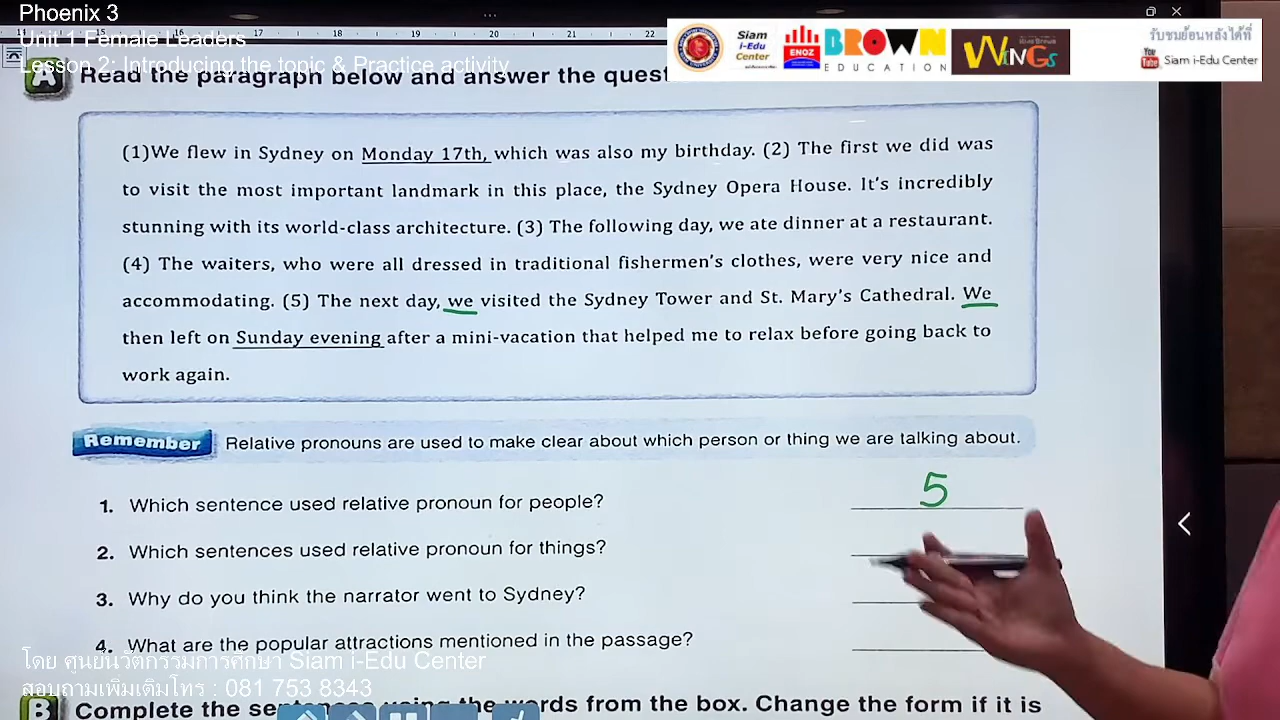 Phoenix 3
Unit 1 Female Leaders
Lesson 2: Introducing the topic & Practice activity
17 18 19 20 21 22
Siam i-Edu Center
ENOZ
BROWN EDUCATION
WINGS
รับชมย้อนหลังได้ที่
You Tube Siam i-Edu Center
A Read the paragraph below and answer the
(1)We flew in Sydney on Monday 17th, which was also my birthday. (2) The first we did was
to visit the most important landmark in this place, the Sydney Opera House. It's incredibly
stunning with its world-class architecture. (3) The following day, we ate dinner at a restaurant.
(4) The waiters, who were all dressed in traditional fishermen's clothes, were very nice and
accommodating. (5) The next day, we visited the Sydney Tower and St. Mary's Cathedral. We
then left on Sunday evening after a mini-vacation that helped me to relax before going back to
work again.
Remember Relative pronouns are used to make clear about which person or thing we are talking about.
1. Which sentence used relative pronoun for people? 5
2. Which sentences used relative pronoun for things?
3. Why do you think the narrator went to Sydney?
4. What are the popular attractions mentioned in the passage?
โดย ศูนย์นวัตกรรมการศึกษา Siam i-Edu Center
สอบถามเพิ่มเติมโทร : 081 753 8343
B Complete the sentences using the words from the box. Change the form if it is